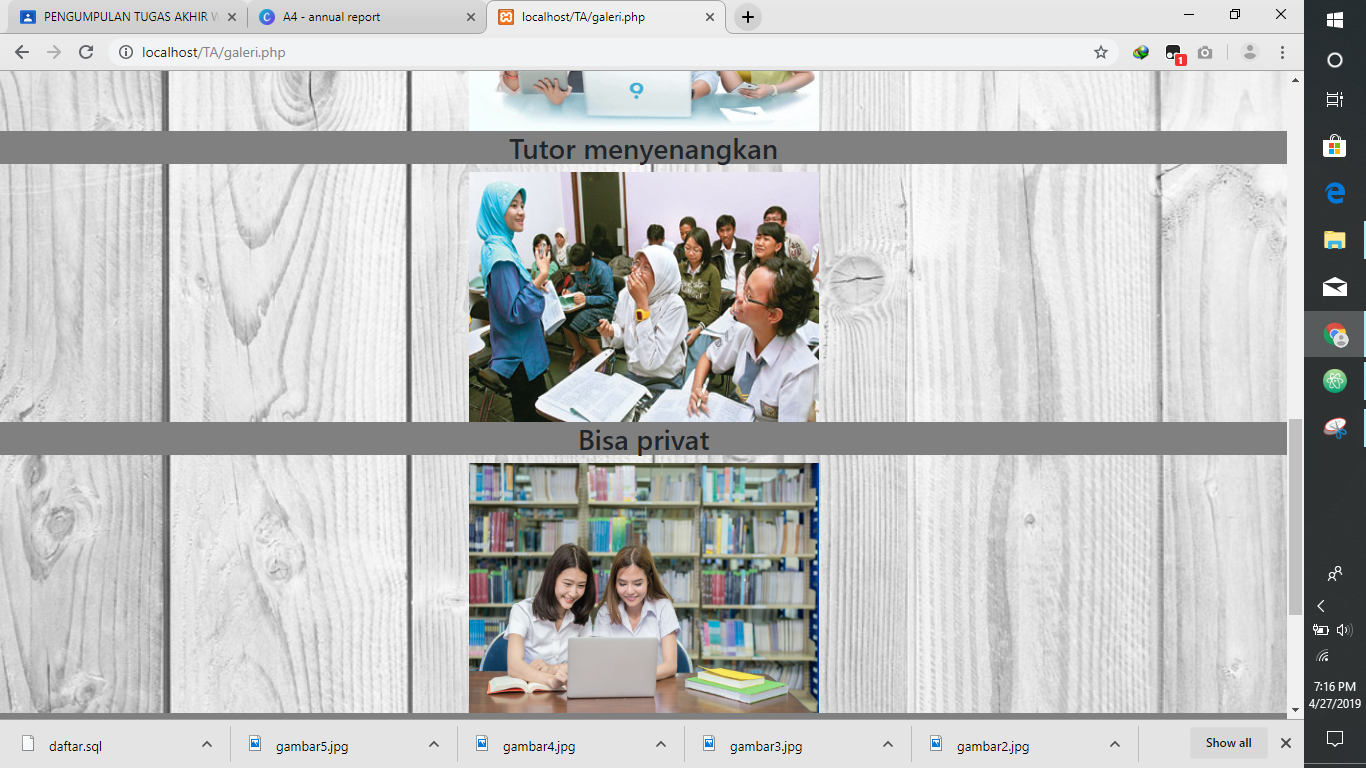 PENGUMPULAN TUGAS AKHIR W
A4 - annual report
localhost/TA/galeri.php
localhost/TA/galeri.php
1
Tutor menyenangkan
Bisa privat
7:16 PM
4/27/2019
daftar.sql
gambar5.jpg
gambar4.jpg
gambar3.jpg
gambar2.jpg
Show all